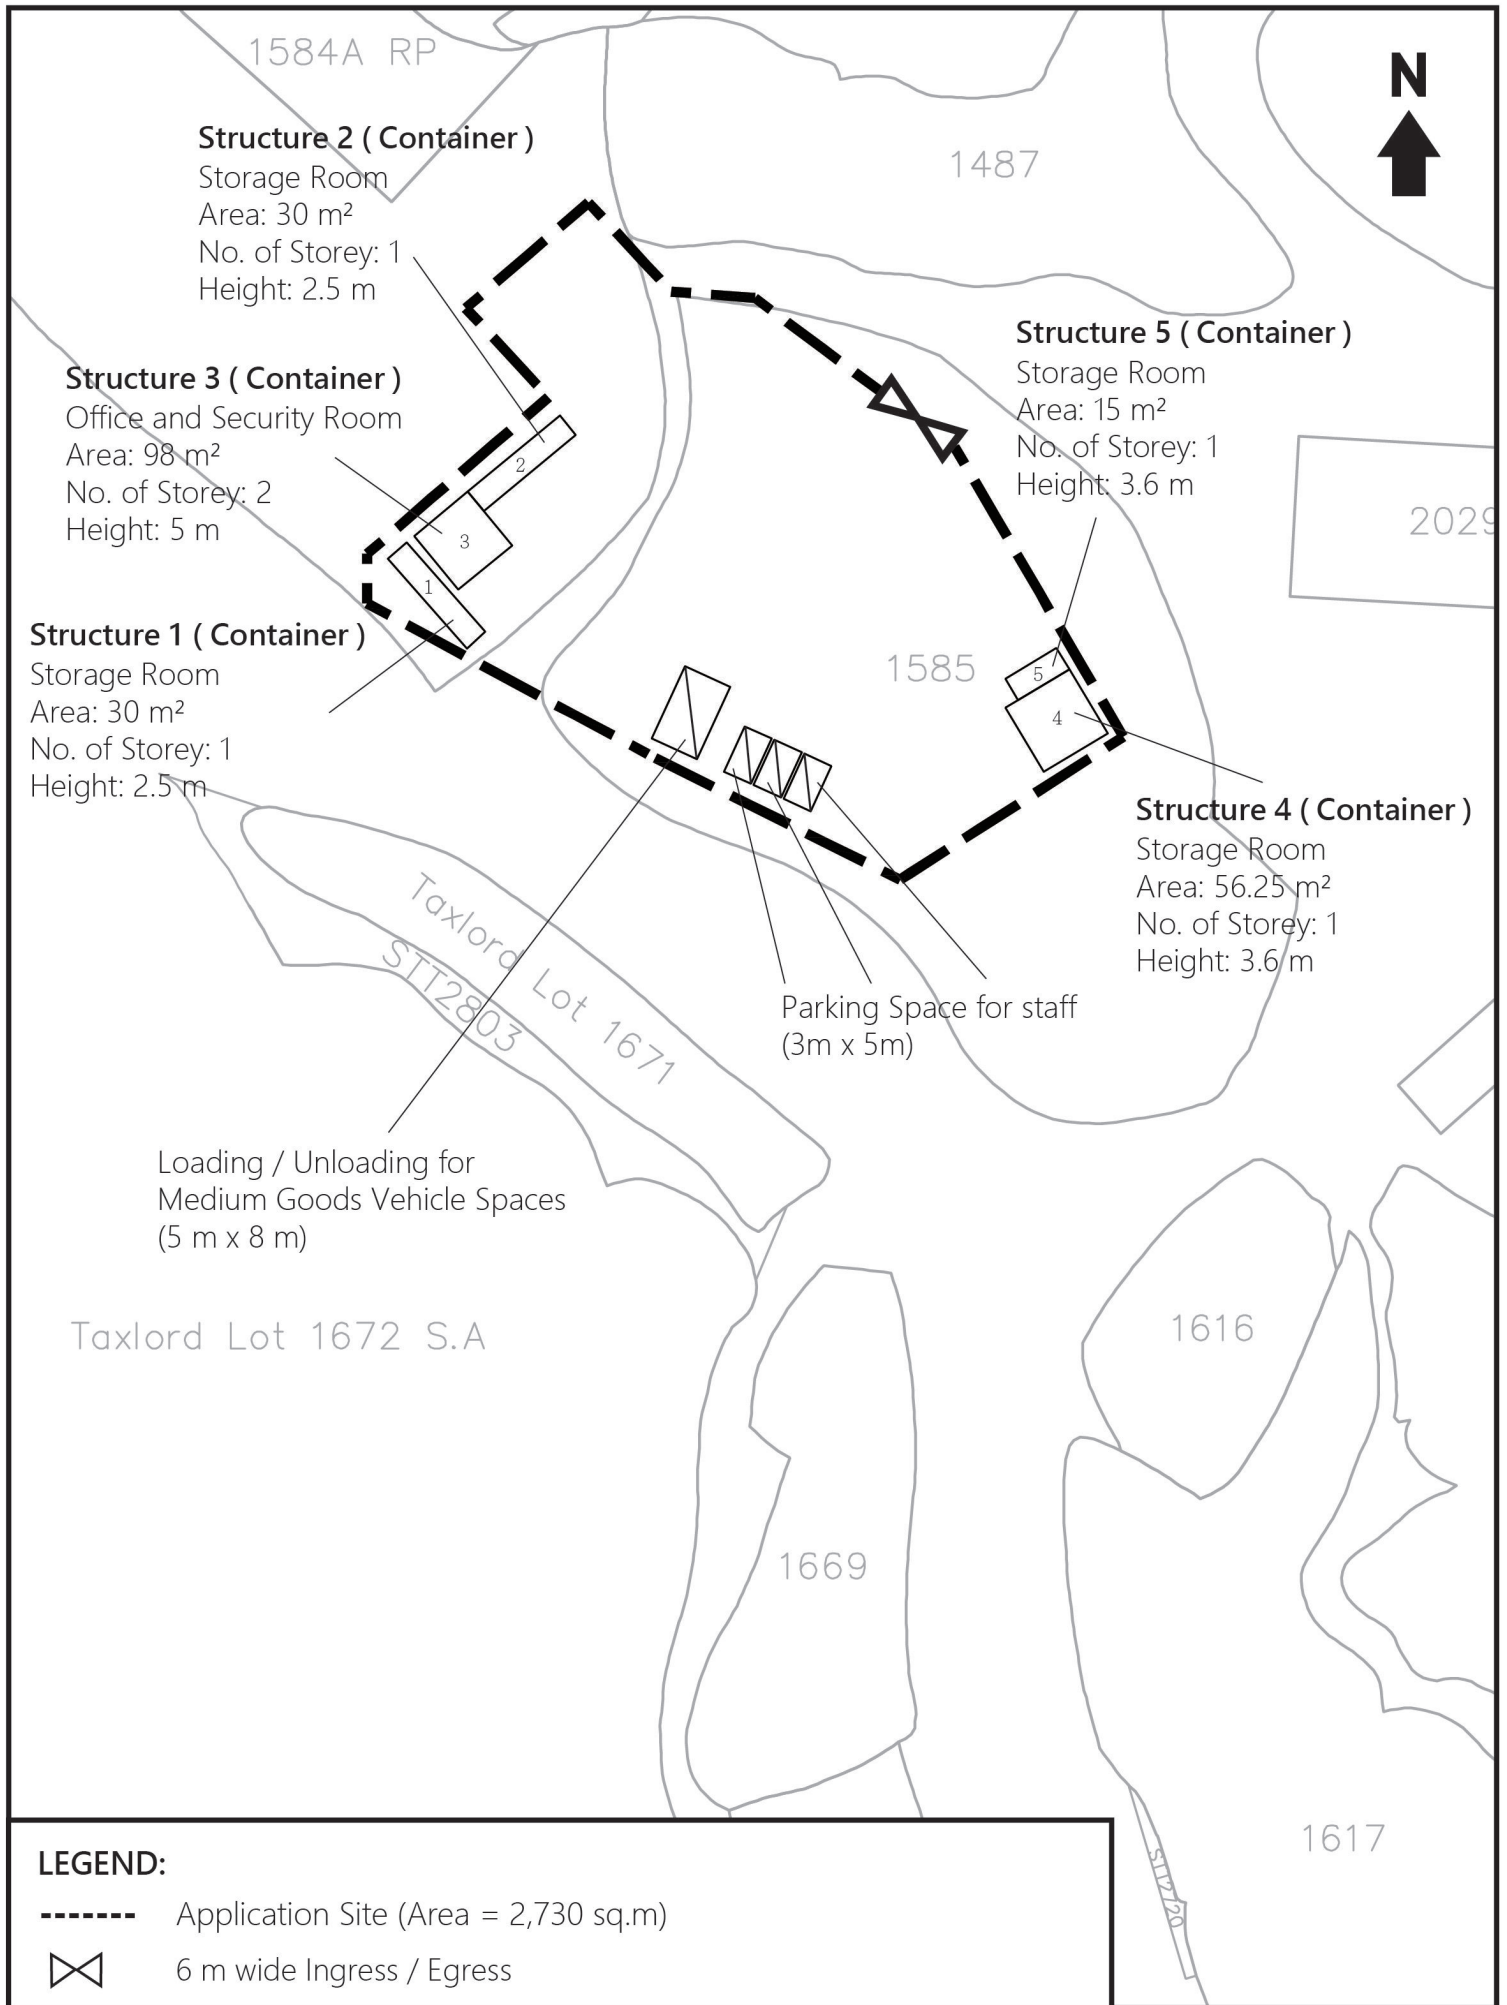 1584A RP
N
Structure 2 ( Container )
Storage Room
Area: 30 m²
No. of Storey: 1
Height: 2.5 m
1487
Structure 5 ( Container )
Storage Room
Area: 15 m²
No. of Storey: 1
Height: 3.6 m
Structure 3 ( Container )
Office and Security Room
Area: 98 m²
No. of Storey: 2
Height: 5 m
2
3
1
2029
Structure 1 ( Container )
Storage Room
Area: 30 m²
No. of Storey: 1
Height: 2.5 m
1585
5
4
Structure 4 ( Container )
Storage Room
Area: 56.25 m²
No. of Storey: 1
Height: 3.6 m
Taxlord Lot 1671
STT2803
Parking Space for staff
(3m x 5m)
Loading / Unloading for
Medium Goods Vehicle Spaces
(5 m x 8 m)
Taxlord Lot 1672 S.A
1616
1669
1617
STT2720
LEGEND:
Application Site (Area = 2,730 sq.m)
6 m wide Ingress / Egress